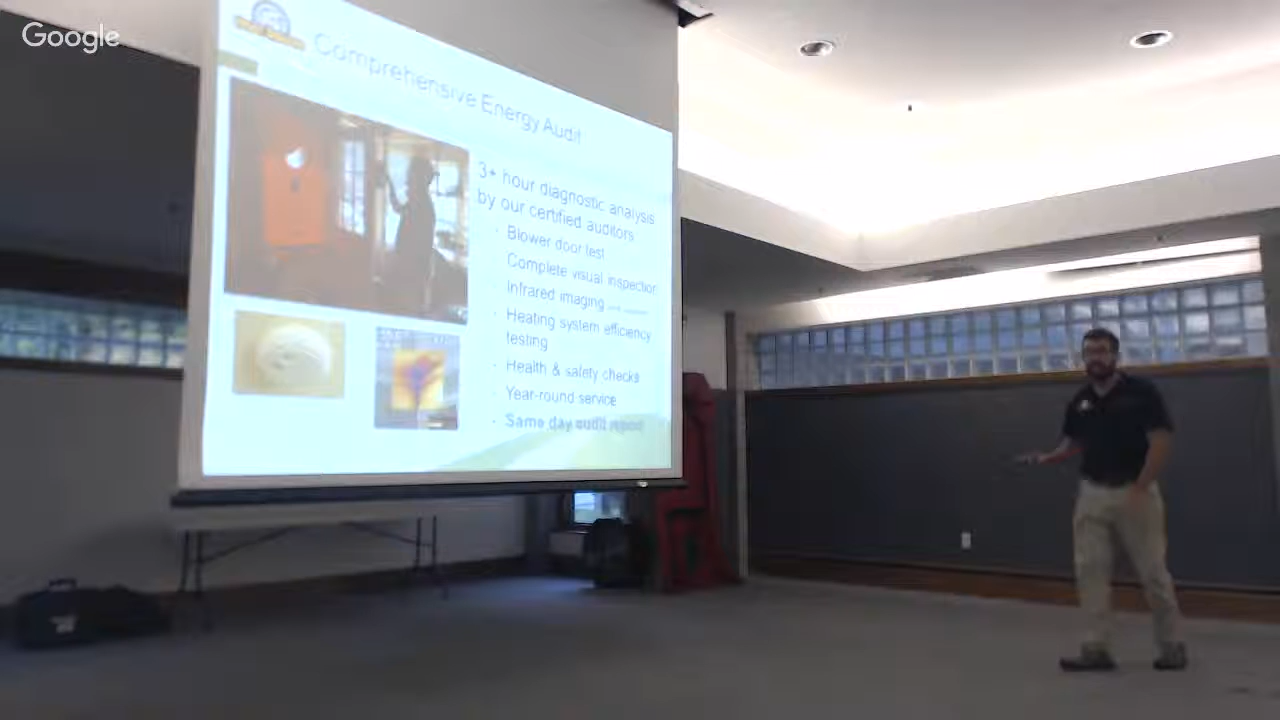 Google
Comprehensive Energy Audit
3+ hour diagnostic analysis
by our certified auditors
· Blower door test
Complete visual inspection
Infrared imaging
· Heating system efficiency
testing
· Health & safety checks
· Year-round service
· Same day audit report